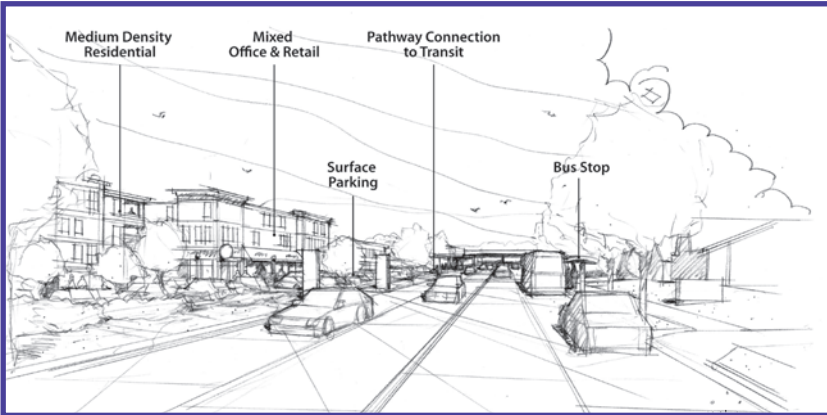 Medium Density
Residential
Mixed
Office & Retail
Pathway Connection
to Transit
Surface
Parking
Bus Stop